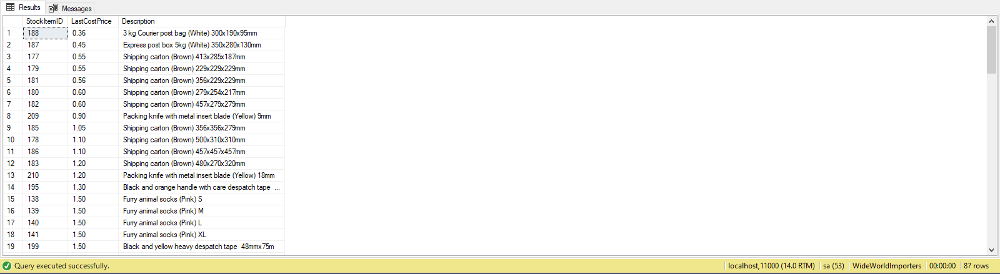 Results Messages
StockItemID LastCostPrice Description
1 188 0.36 3 kg Courier post bag (White) 300x190x95mm
2 187 0.45 Express post box 5kg (White) 350x280x130mm
3 177 0.55 Shipping carton (Brown) 413x285x187mm
4 179 0.55 Shipping carton (Brown) 229x229x229mm
5 181 0.56 Shipping carton (Brown) 356x229x229mm
6 180 0.60 Shipping carton (Brown) 279x254x217mm
7 182 0.60 Shipping carton (Brown) 457x279x279mm
8 209 0.90 Packing knife with metal insert blade (Yellow) 9mm
9 185 1.05 Shipping carton (Brown) 356x356x279mm
10 178 1.10 Shipping carton (Brown) 500x310x310mm
11 186 1.10 Shipping carton (Brown) 457x457x457mm
12 183 1.20 Shipping carton (Brown) 480x270x320mm
13 210 1.20 Packing knife with metal insert blade (Yellow) 18mm
14 195 1.30 Black and orange handle with care despatch tape ...
15 138 1.50 Furry animal socks (Pink) S
16 139 1.50 Furry animal socks (Pink) M
17 140 1.50 Furry animal socks (Pink) L
18 141 1.50 Furry animal socks (Pink) XL
19 199 1.50 Black and yellow heavy despatch tape 48mmx75m
Query executed successfully. localhost,11000 (14.0 RTM) sa (53) WideWorldImporters 00:00:00 87 rows